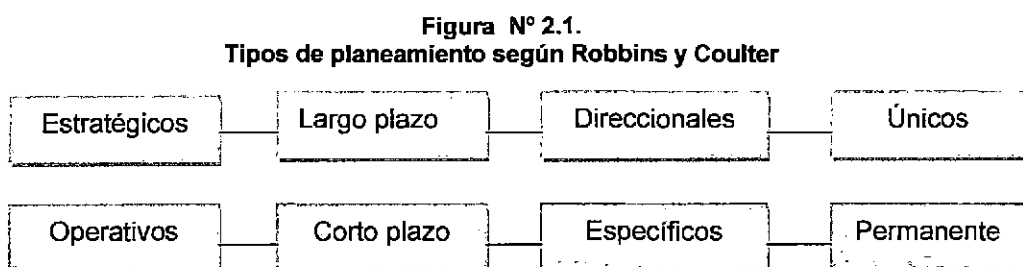 Figura Nº 2.1.
Tipos de planeamiento según Robbins y Coulter
Estratégicos Largo plazo Direccionales Únicos
Operativos Corto plazo Específicos Permanente